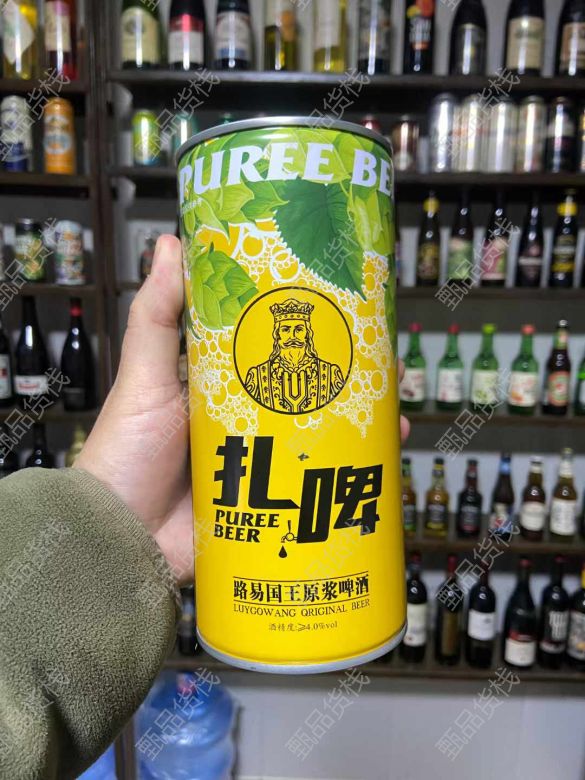 PUREE BE
扎啤
PUREE
BEER
路易国王原浆啤酒
LUYGOWANG ORIGINAL BEER
酒精度:≥4.0%vol
甄品货栈